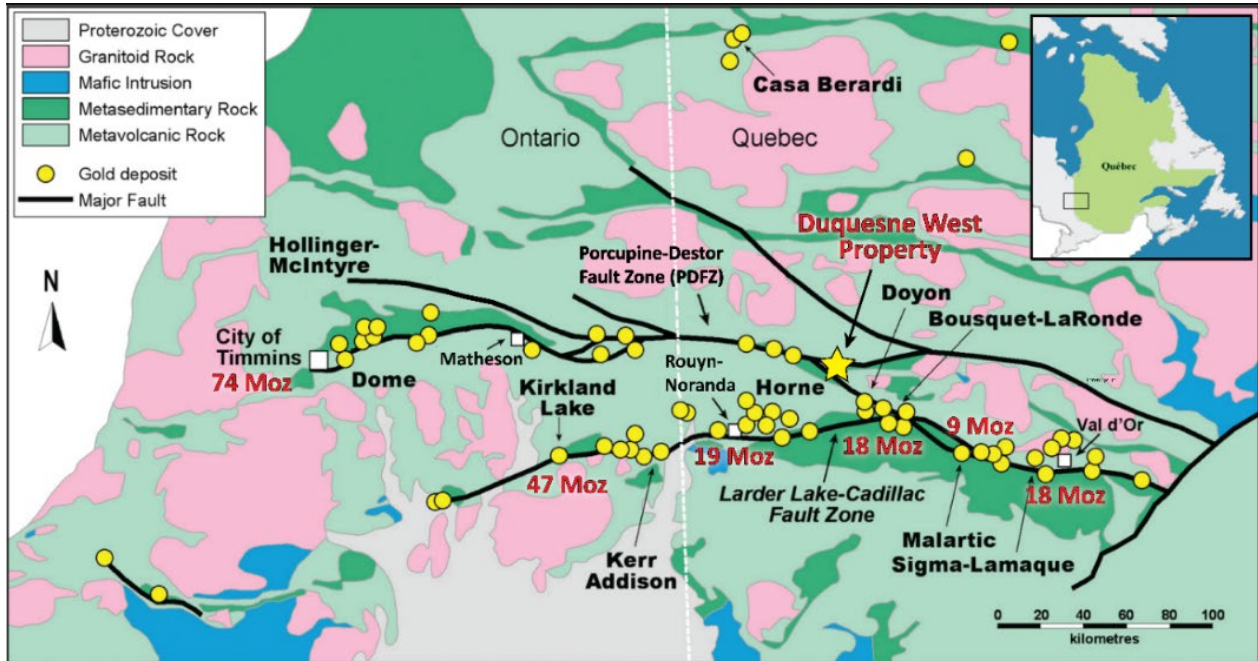 Proterozoic Cover
Granitoid Rock
Mafic Intrusion
Metasedimentary Rock
Metavolcanic Rock
Gold deposit
Major Fault
Casa Berardi
Ontario
Quebec
Québec
Duquesne West
Property
Hollinger-
McIntyre
Porcupine-Destor
Fault Zone (PDFZ)
N
Doyon
Bousquet-LaRonde
City of
Timmins
74 Moz
Matheson
Dome
Rouyn-
Noranda
Kirkland
Lake
Horne
9 Moz
Val d'Or
47 Moz
19 Moz
18 Moz
18 Moz
Larder Lake-Cadillac
Fault Zone
Kerr
Addison
Malartic
Sigma-Lamaque
0 20 40 60 80 100
kilometres